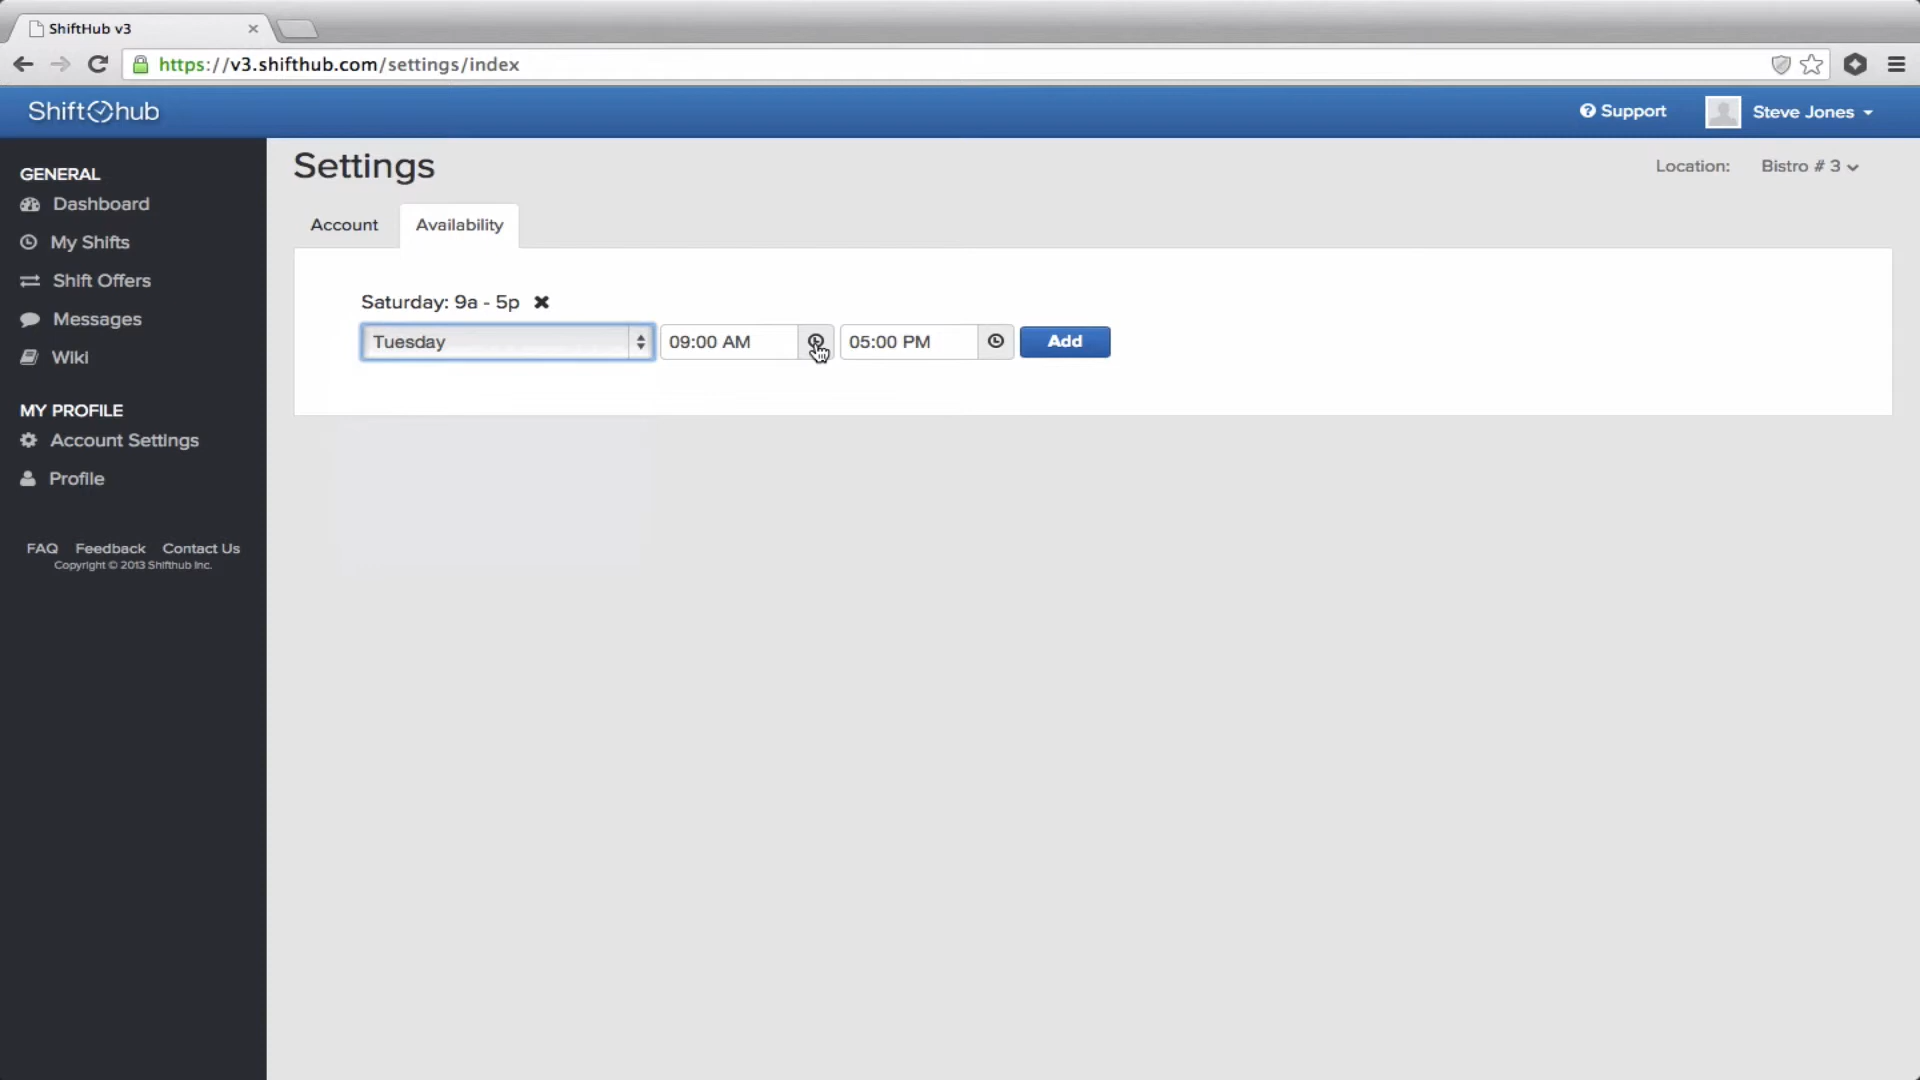 ShiftHub v3
https://v3.shifthub.com/settings/index
Shift hub
Support
Steve Jones
GENERAL
Dashboard
My Shifts
Shift Offers
Messages
Wiki
MY PROFILE
Account Settings
Profile
FAQ Feedback Contact Us
Copyright © 2013 Shifthub Inc.
Settings
Location: Bistro # 3
Account Availability
Saturday: 9a - 5p
Tuesday 09:00 AM 05:00 PM Add